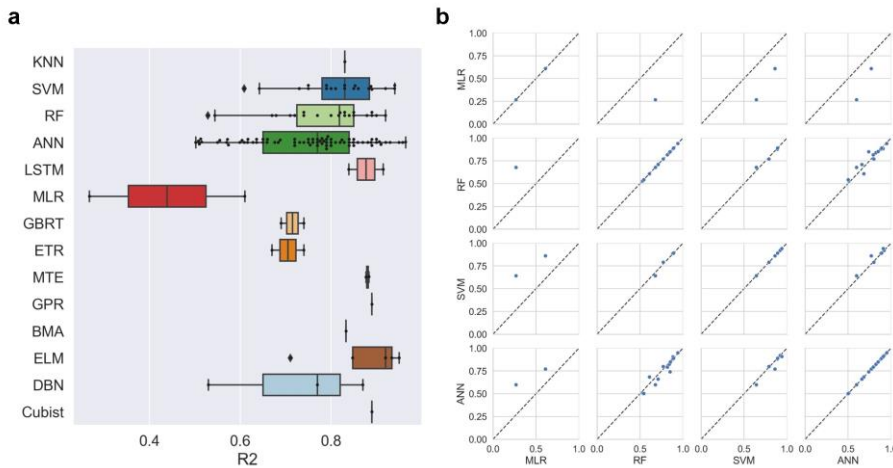 a
KNN
SVM
RF
ANN
LSTM
MLR
GBRT
ETR
MTE
GPR
BMA
ELM
DBN
Cubist
0.4 0.6 0.8
R2
b
MLR
1.00
0.75
0.50
0.25
0.00
RF
1.00
0.75
0.50
0.25
0.00
SVM
1.00
0.75
0.50
0.25
0.00
ANN
1.00
0.75
0.50
0.25
0.00
0.0 0.5 1.0 0.0 0.5 1.0 0.0 0.5 1.0 0.0 0.5 1.0
MLR RF SVM ANN